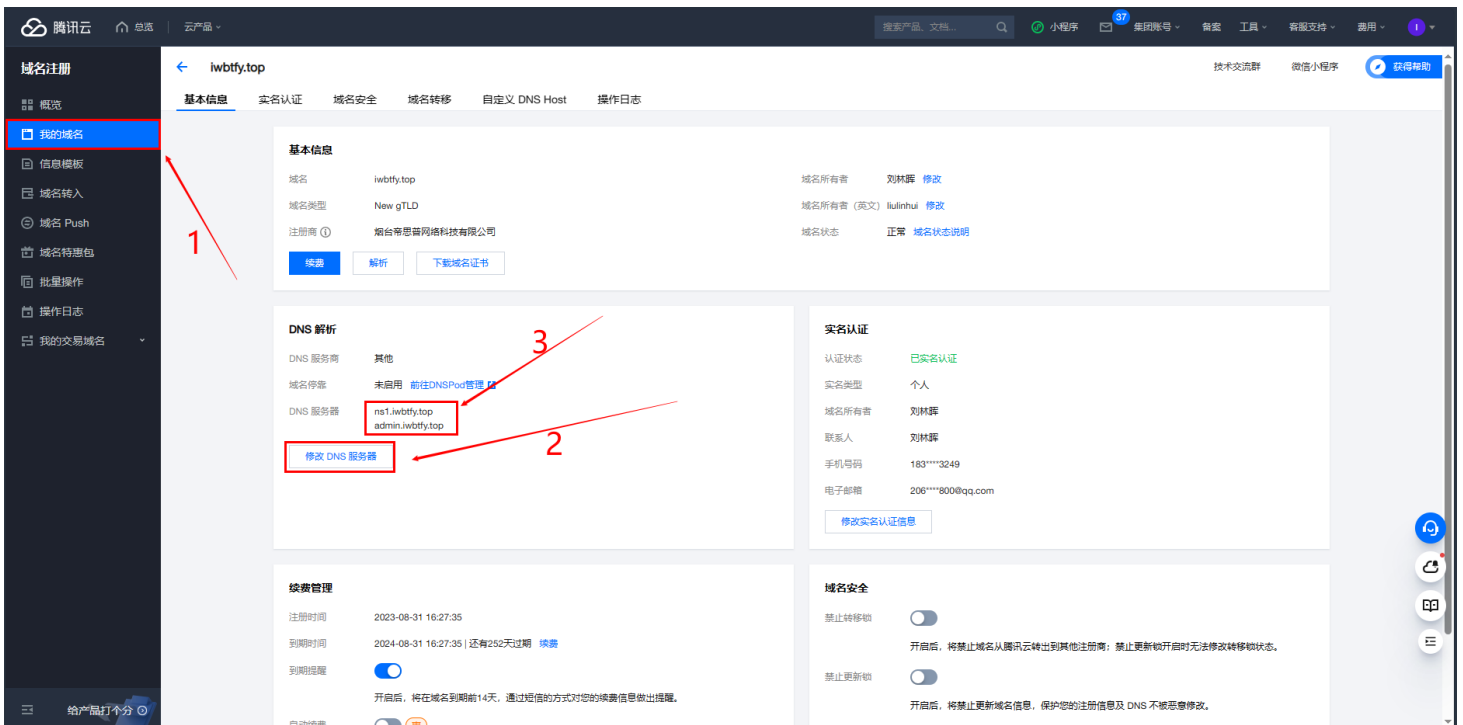 腾讯云 总览 云产品 搜索产品、文档... 小程序 37 集团账号 备案 工具 客服支持 费用 I
域名注册
概览
我的域名
信息模板
域名转入
域名 Push
域名特惠包
批量操作
操作日志
我的交易域名
给产品打个分
iwbtfy.top 技术交流群 微信小程序 获得帮助
基本信息 实名认证 域名安全 域名转移 自定义 DNS Host 操作日志
基本信息
域名 iwbtfy.top 域名所有者 刘林晖 修改
域名类型 New gTLD 域名所有者 (英文) liulinhui 修改
注册商 烟台帝思普网络科技有限公司 域名状态 正常 域名状态说明
续费 解析 下载域名证书
1
DNS 解析
DNS 服务商 其他
域名停靠 未启用 前往DNSPod管理
DNS 服务器 ns1.iwbtfy.top
admin.iwbtfy.top
修改 DNS 服务器
3
2
实名认证
认证状态 已实名认证
实名类型 个人
域名所有者 刘林晖
联系人 刘林晖
手机号码 183****3249
电子邮箱 206****800@qq.com
修改实名认证信息
续费管理
注册时间 2023-08-31 16:27:35
到期时间 2024-08-31 16:27:35 | 还有252天过期 续费
到期提醒
开启后，将在域名到期前14天，通过短信的方式对您的续费信息做出提醒。
自动续费
域名安全
禁止转移锁
开启后，将禁止域名从腾讯云转出到其他注册商；禁止更新锁开启时无法修改转移锁状态。
禁止更新锁
开启后，将禁止更新域名信息，保护您的注册信息及 DNS 不被恶意修改。